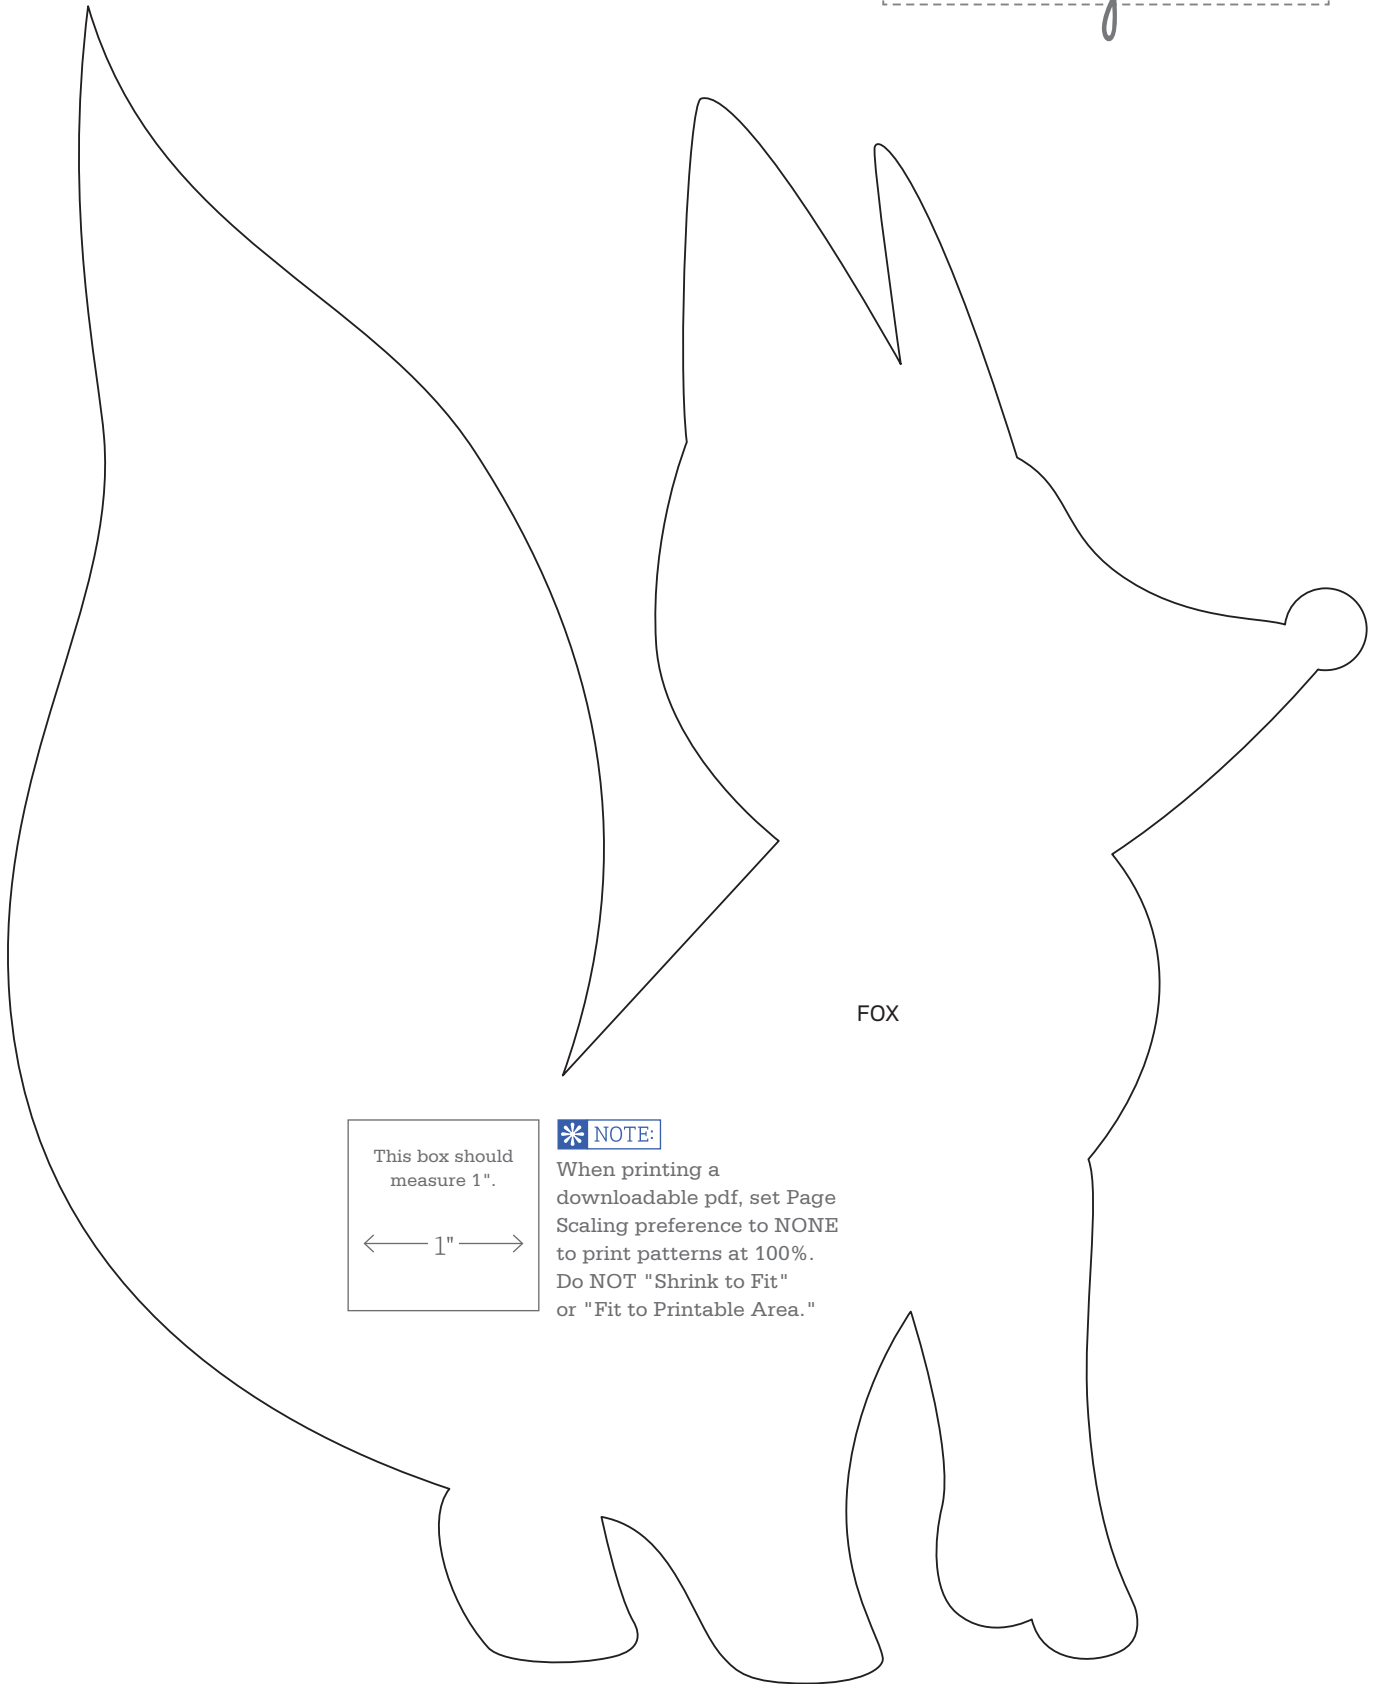 FOX
This box should
measure 1".
1"
NOTE:
When printing a
downloadable pdf, set Page
Scaling preference to NONE
to print patterns at 100%.
Do NOT "Shrink to Fit"
or "Fit to Printable Area."